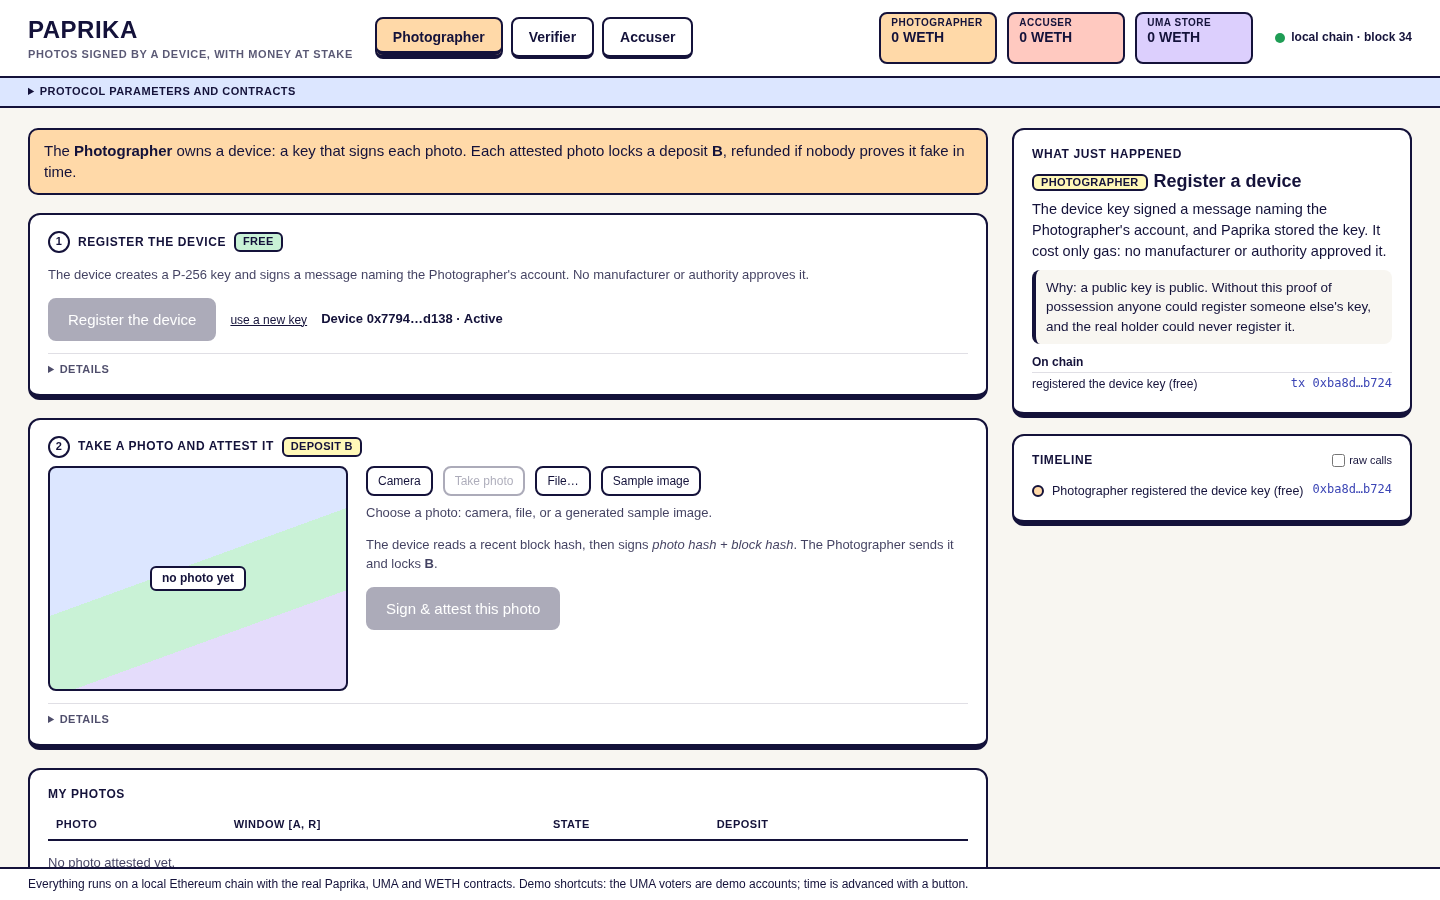 PAPRIKA
PHOTOS SIGNED BY A DEVICE, WITH MONEY AT STAKE
Photographer
Verifier
Accuser
PHOTOGRAPHER
0 WETH
ACCUSER
0 WETH
UMA STORE
0 WETH
local chain · block 34
PROTOCOL PARAMETERS AND CONTRACTS
The Photographer owns a device: a key that signs each photo. Each attested photo locks a deposit B, refunded if nobody proves it fake in
time.
1 REGISTER THE DEVICE FREE
The device creates a P-256 key and signs a message naming the Photographer's account. No manufacturer or authority approves it.
Register the device
use a new key
Device 0x7794…d138 · Active
DETAILS
2 TAKE A PHOTO AND ATTEST IT DEPOSIT B
no photo yet
Camera
Take photo
File…
Sample image
Choose a photo: camera, file, or a generated sample image.
The device reads a recent block hash, then signs photo hash + block hash. The Photographer sends it
and locks B.
Sign & attest this photo
DETAILS
MY PHOTOS
PHOTO WINDOW [A, R] STATE DEPOSIT
No photo attested yet.
WHAT JUST HAPPENED
PHOTOGRAPHER Register a device
The device key signed a message naming the
Photographer's account, and Paprika stored the key. It
cost only gas: no manufacturer or authority approved it.
Why: a public key is public. Without this proof of
possession anyone could register someone else's key,
and the real holder could never register it.
On chain
registered the device key (free) tx 0xba8d…b724
TIMELINE
raw calls
Photographer registered the device key (free) 0xba8d…b724
Everything runs on a local Ethereum chain with the real Paprika, UMA and WETH contracts. Demo shortcuts: the UMA voters are demo accounts; time is advanced with a button.